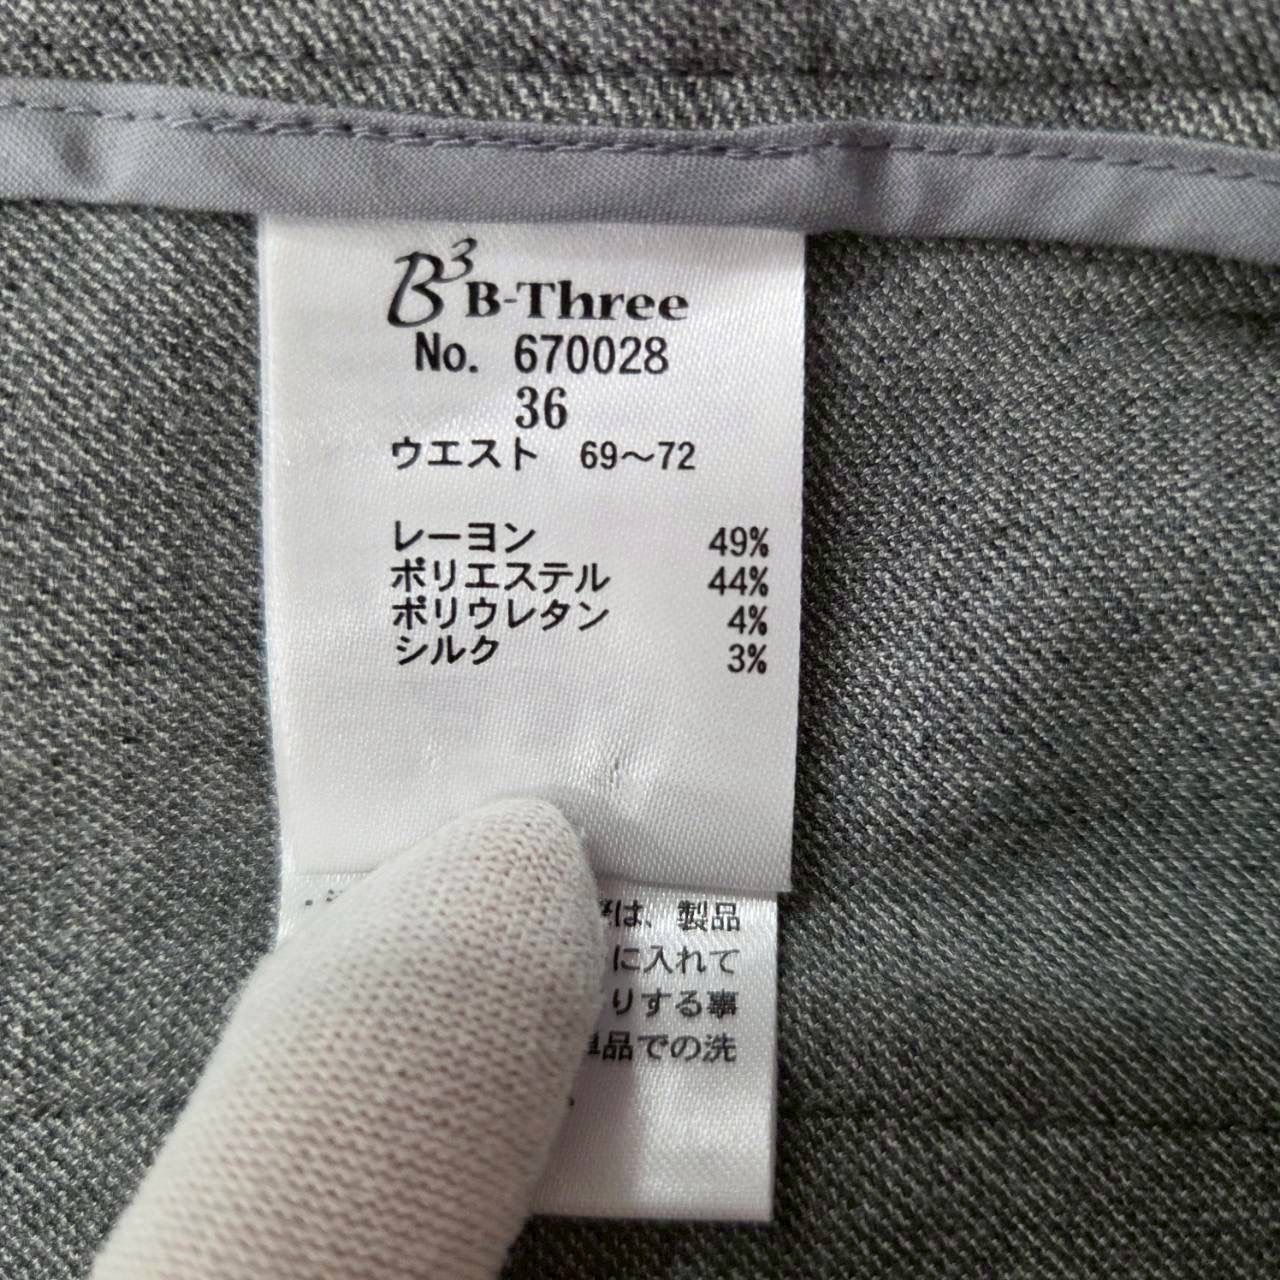 B³ B-Three
No. 670028
36
ウエスト 69〜72
レーヨン 49%
ポリエステル 44%
ポリウレタン 4%
シルク 3%
は、製品
に入れて
りする事
品での洗